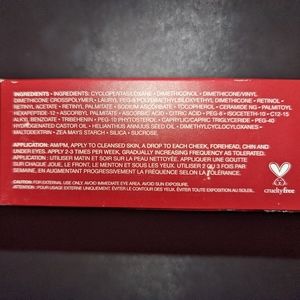 INGREDIENTS • INGRÉDIENTS: CYCLOPENTASILOXANE • DIMETHICONOL • DIMETHICONE/VINYL
DIMETHICONE CROSSPOLYMER • LAURYL PEG-9 POLYDIMETHYLSILOXYETHYL DIMETHICONE • RETINOL •
RETINYL PALMITATE • SODIUM ASCORBATE • TOCOPHEROL • CERAMIDE NG • PALMITOYL
HEXAPEPTIDE-12 • ASCORBYL PALMITATE • ASCORBIC ACID • CITRIC ACID • PEG-8 • ISOCETETH-10 • C12-15
ALKYL BENZOATE • TRIBEHENIN • PEG-10 PHYTOSTEROL • CAPRYLIC/CAPRIC TRIGLYCERIDE • PEG-40
HYDROGENATED CASTOR OIL • HELIANTHUS ANNUUS SEED OIL • DIMETHYLCYCLOSILOXANES •
MALTODEXTRIN • ZEA MAYS STARCH • SILICA • SUCROSE
APPLICATION: AM/PM, APPLY TO CLEANSED SKIN, A DROP TO EACH CHEEK, FOREHEAD, CHIN AND
UNDER EYES. APPLY 2-3 TIMES PER WEEK, GRADUALLY INCREASING FREQUENCY AS TOLERATED.
UTILISATION: UTILISER MATIN ET SOIR SUR LA PEAU NETTOYÉE. APPLIQUER UNE GOUTTE
SUR CHAQUE JOUE, LE FRONT, LE MENTON ET SOUS LES YEUX. UTILISER 2 OU 3 FOIS PAR
SEMAINE, EN AUGMENTANT PROGRESSIVEMENT LA FRÉQUENCE SELON LA TOLÉRANCE.
CAUTION: FOR EXTERNAL USE ONLY. AVOID IMMEDIATE EYE AREA. AVOID SUN EXPOSURE.
ATTENTION: POUR USAGE EXTERNE UNIQUEMENT. ÉVITER LE CONTOUR DES YEUX. ÉVITER TOUTE EXPOSITION AU SOLEIL.
crueltyfree